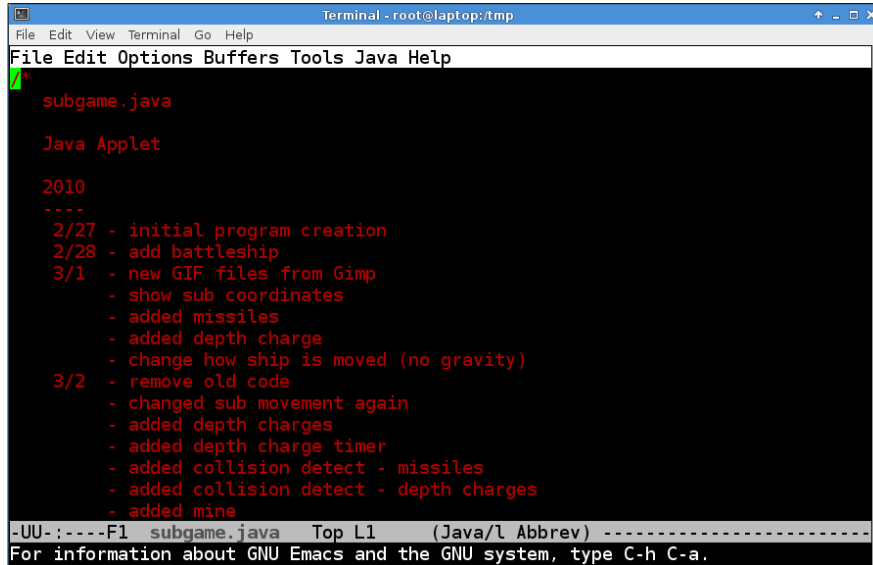 Terminal - root@laptop:/tmp
File Edit View Terminal Go Help
File Edit Options Buffers Tools Java Help
/*
subgame.java
Java Applet
2010
----
2/27 - initial program creation
2/28 - add battleship
3/1 - new GIF files from Gimp
- show sub coordinates
- added missiles
- added depth charge
- change how ship is moved (no gravity)
3/2 - remove old code
- changed sub movement again
- added depth charges
- added depth charge timer
- added collision detect - missiles
- added collision detect - depth charges
- added mine
-UU-:----F1 subgame.java Top L1 (Java/l Abbrev) -------------------------
For information about GNU Emacs and the GNU system, type C-h C-a.